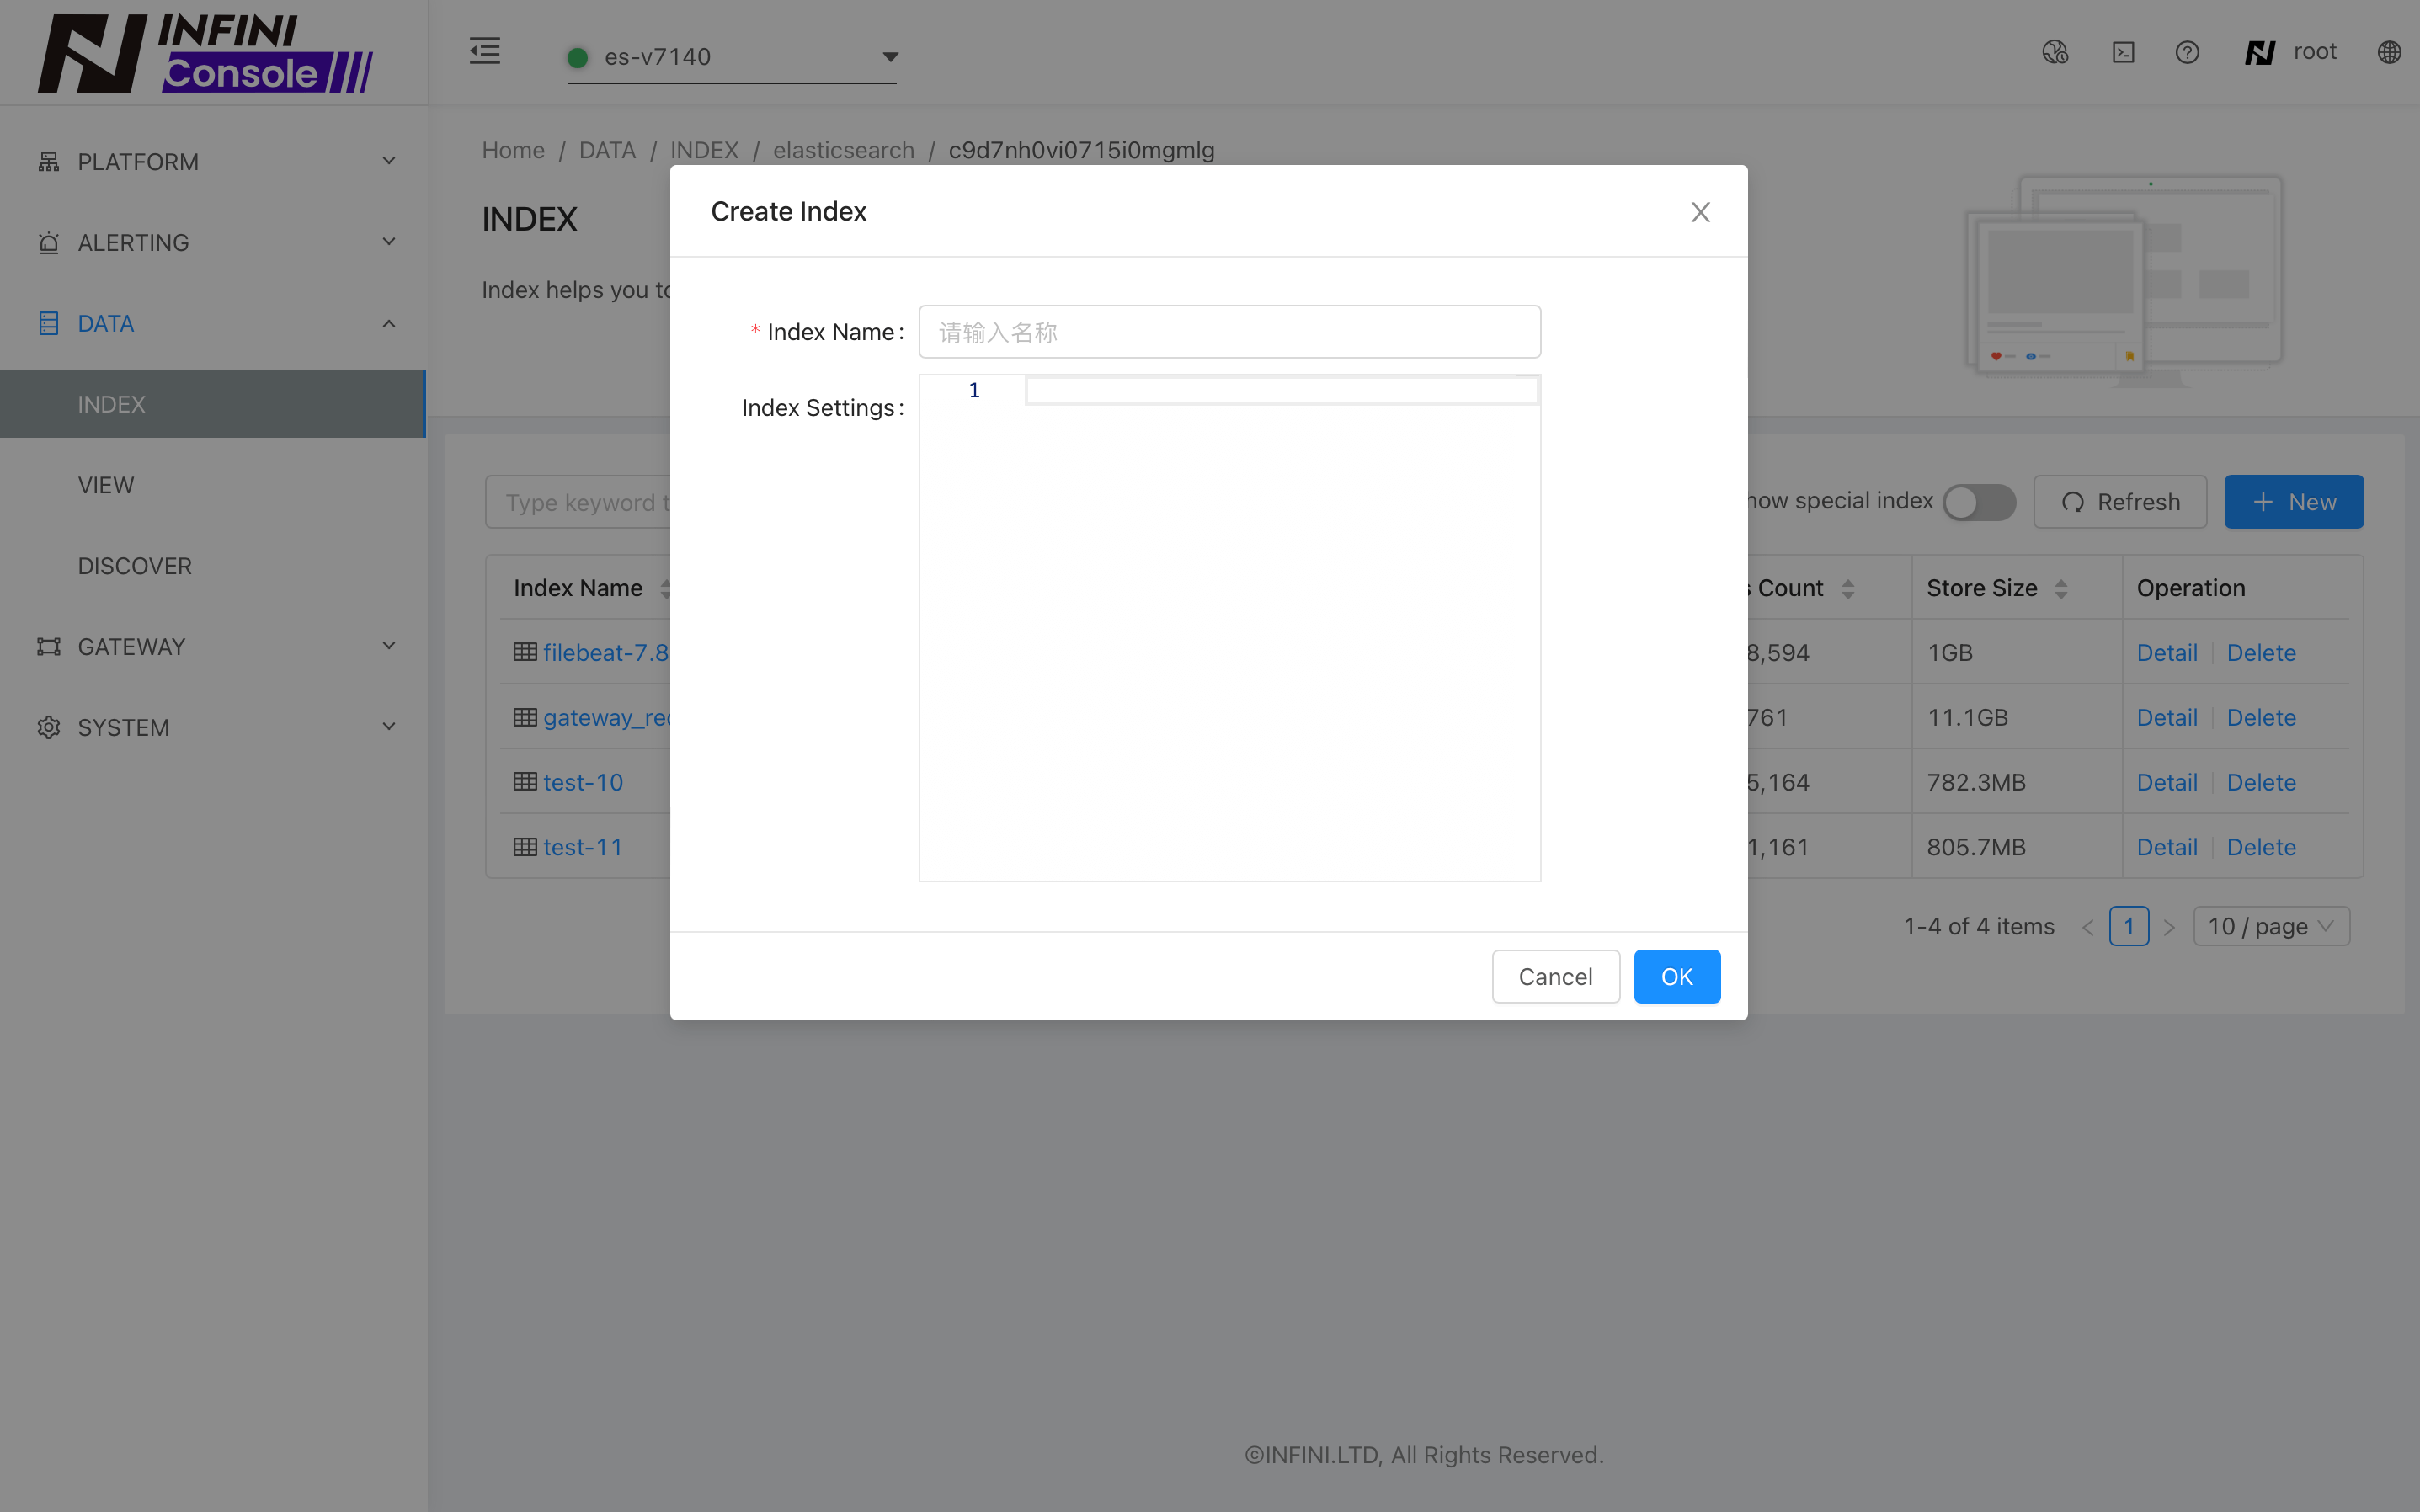 INFINI
Console
es-v7140
root
PLATFORM
ALERTING
DATA
INDEX
VIEW
DISCOVER
GATEWAY
SYSTEM
Home / DATA / INDEX / elasticsearch / c9d7nh0vi0715i0mgmlg
INDEX
Index helps you to
Create Index
* Index Name:
请输入名称
Index Settings:
1
Cancel
OK
Type keyword t
how special index
Refresh
New
Index Name
s Count
Store Size
Operation
filebeat-7.8
8,594
1GB
Detail
Delete
gateway_rec
761
11.1GB
Detail
Delete
test-10
5,164
782.3MB
Detail
Delete
test-11
1,161
805.7MB
Detail
Delete
1-4 of 4 items
1
10 / page
©INFINI.LTD, All Rights Reserved.